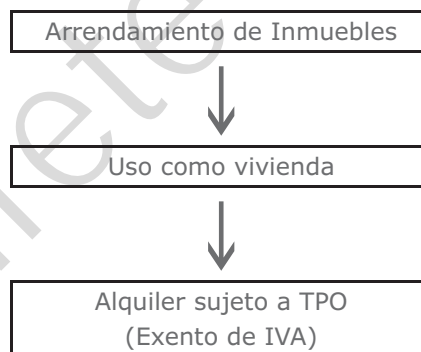 Arrendamiento de Inmuebles
Uso como vivienda
Alquiler sujeto a TPO
(Exento de IVA)